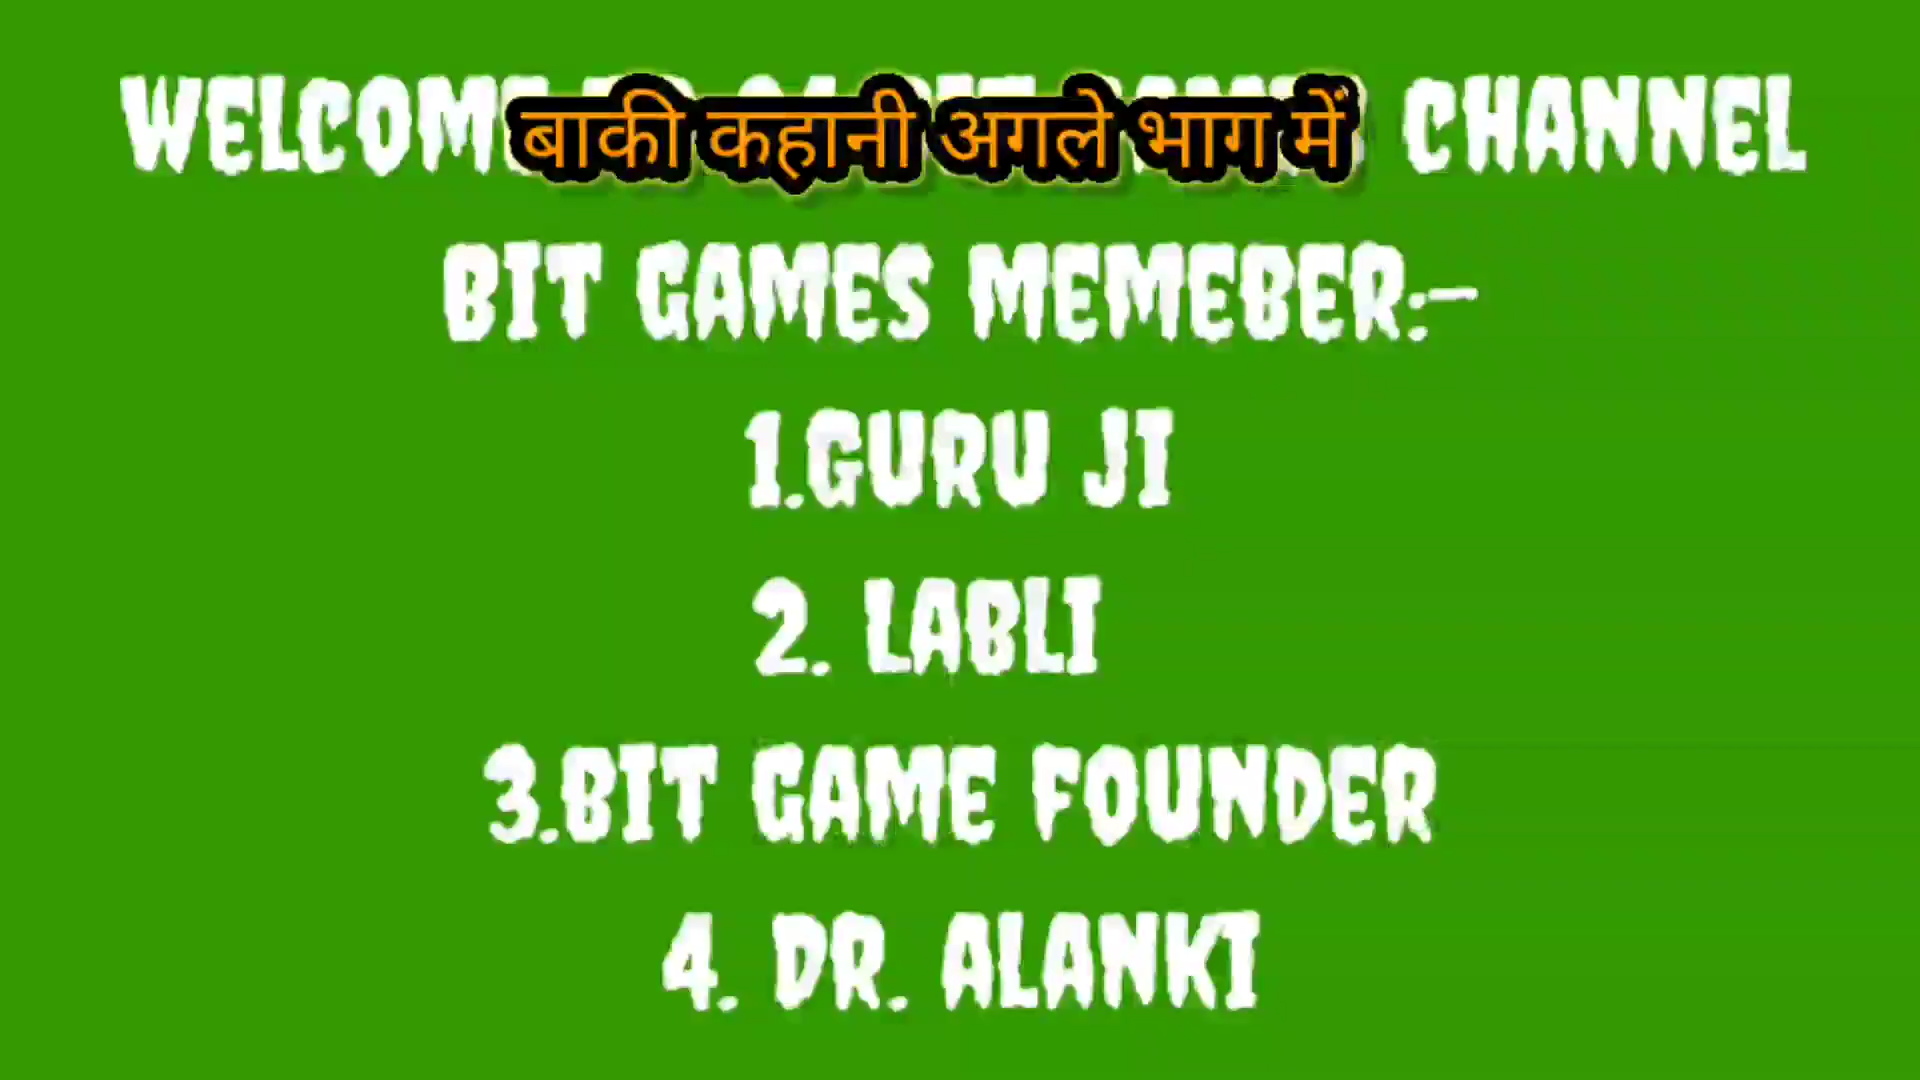 WELCOME CHANNEL
बाकी कहानी अगले भाग में
BIT GAMES MEMEBER:-
1.GURU JI
2. LABLI
3.BIT GAME FOUNDER
4. DR. ALANKI